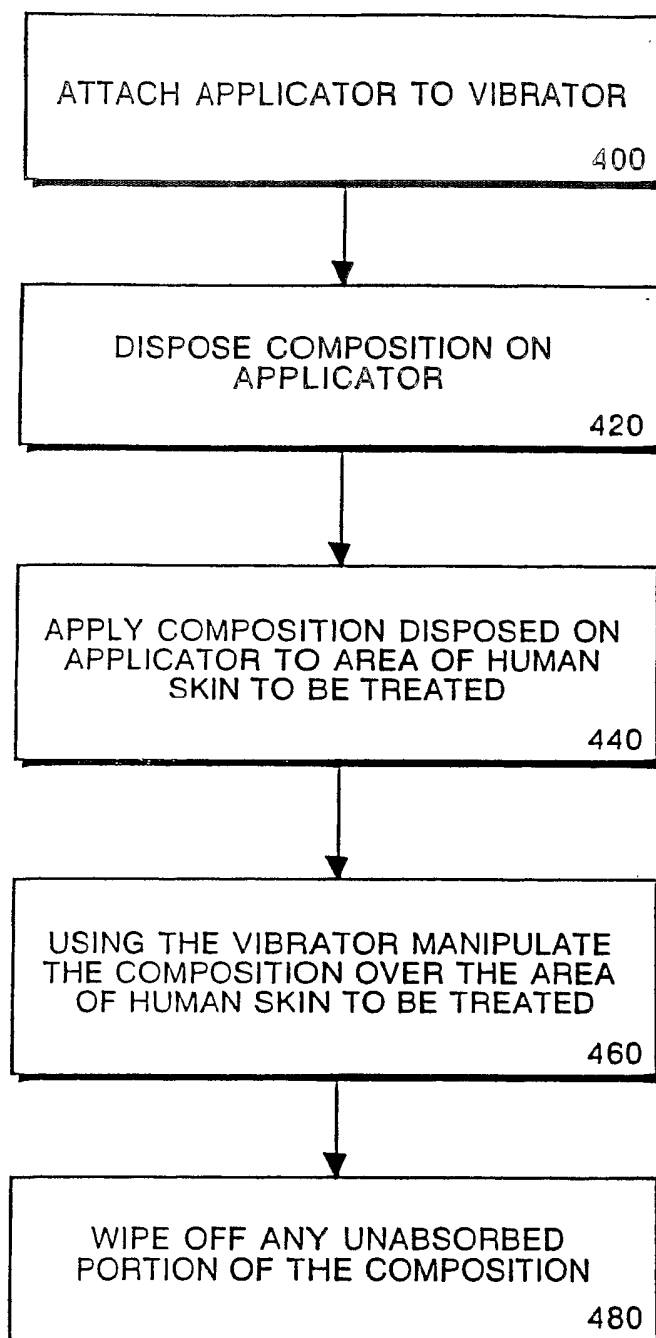 ATTACH APPLICATOR TO VIBRATOR
400
DISPOSE COMPOSITION ON
APPLICATOR
420
APPLY COMPOSITION DISPOSED ON
APPLICATOR TO AREA OF HUMAN
SKIN TO BE TREATED
440
USING THE VIBRATOR MANIPULATE
THE COMPOSITION OVER THE AREA
OF HUMAN SKIN TO BE TREATED
460
WIPE OFF ANY UNABSORBED
PORTION OF THE COMPOSITION
480